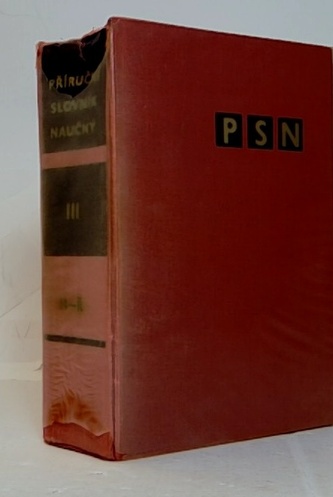 PŘÍRUČNÍ
SLOVNÍK
NAUČNÝ
III
PSN